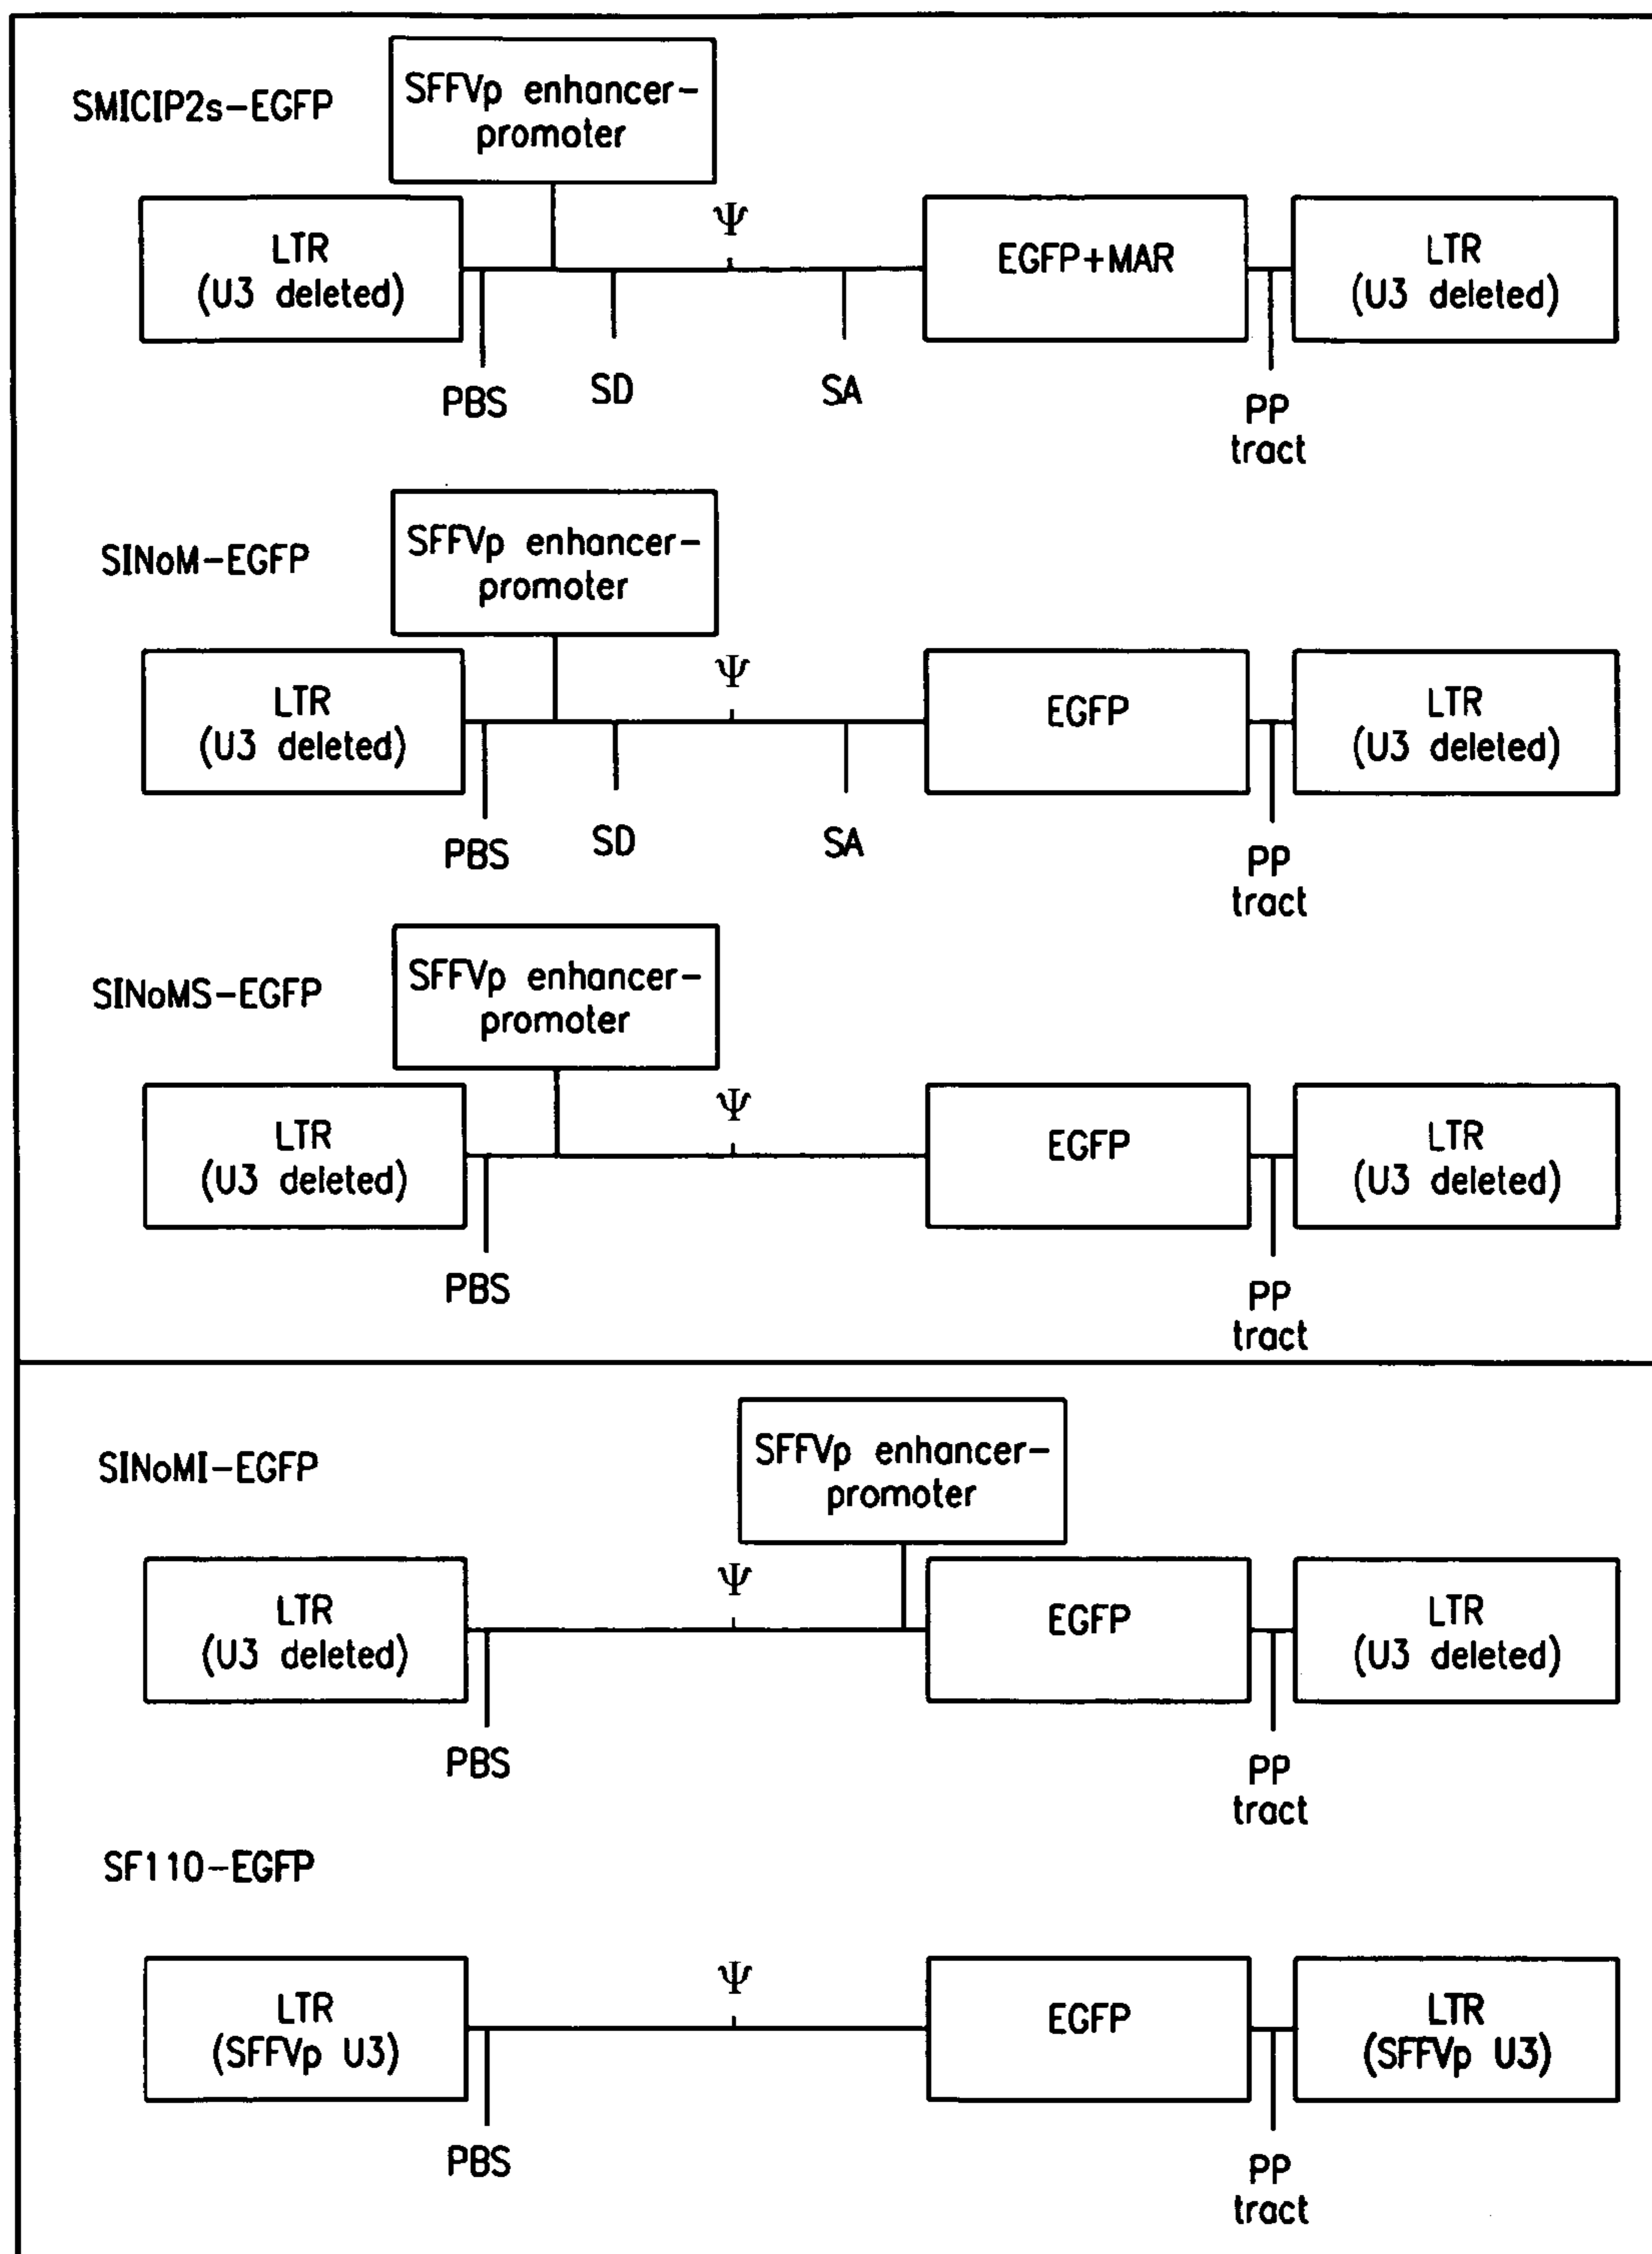 SMICIP2s-EGFP
SFFVp enhancer-
promoter
LTR
(U3 deleted)
Ψ
EGFP+MAR
LTR
(U3 deleted)
PBS
SD
SA
PP
tract
SINoM-EGFP
SFFVp enhancer-
promoter
LTR
(U3 deleted)
Ψ
EGFP
LTR
(U3 deleted)
PBS
SD
SA
PP
tract
SINoMS-EGFP
SFFVp enhancer-
promoter
LTR
(U3 deleted)
Ψ
EGFP
LTR
(U3 deleted)
PBS
PP
tract
SINoMI-EGFP
SFFVp enhancer-
promoter
LTR
(U3 deleted)
Ψ
EGFP
LTR
(U3 deleted)
PBS
PP
tract
SF110-EGFP
LTR
(SFFVp U3)
Ψ
EGFP
LTR
(SFFVp U3)
PBS
PP
tract